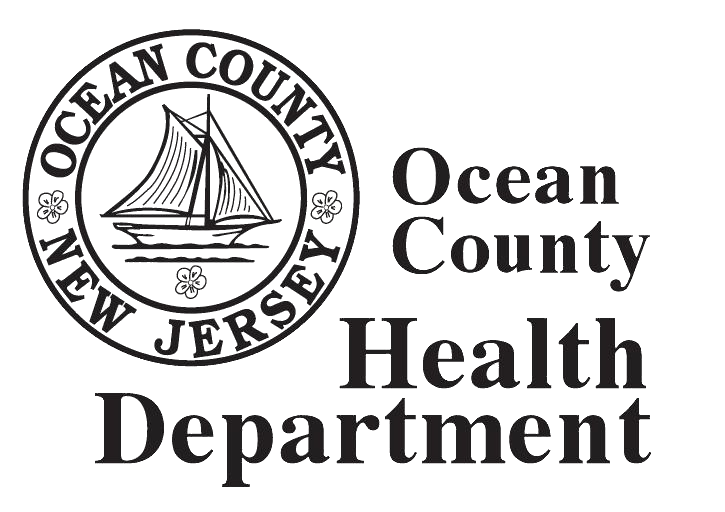 OCEAN COUNTY
NEW JERSEY
Ocean
County
Health
Department